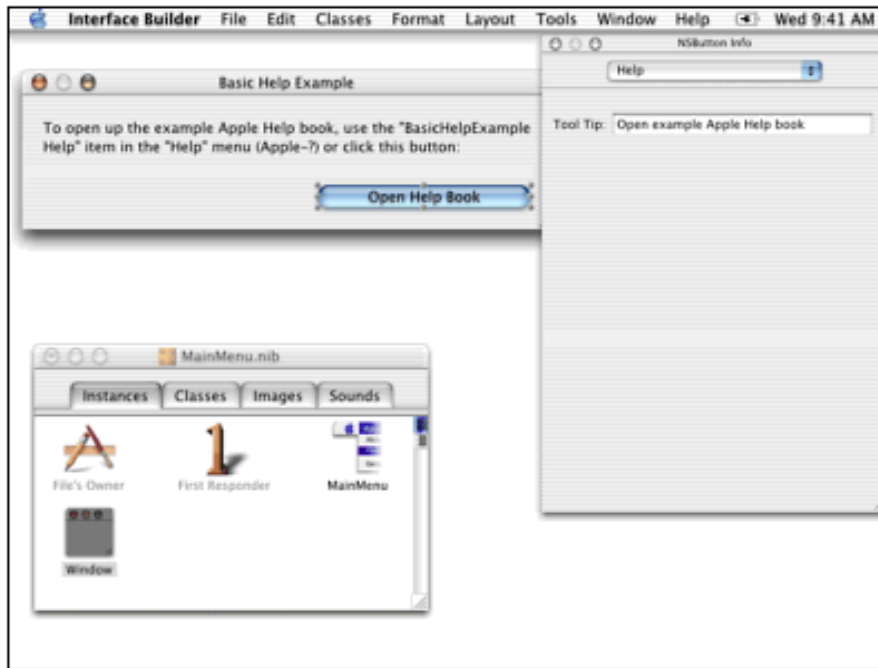 Interface Builder File Edit Classes Format Layout Tools Window Help Wed 9:41 AM
NSButton Info
Help
Tool Tip: Open example Apple Help book
Basic Help Example
To open up the example Apple Help book, use the "BasicHelpExample
Help" item in the "Help" menu (Apple-?) or click this button:
Open Help Book
MainMenu.nib
Instances Classes Images Sounds
File's Owner First Responder MainMenu
Window